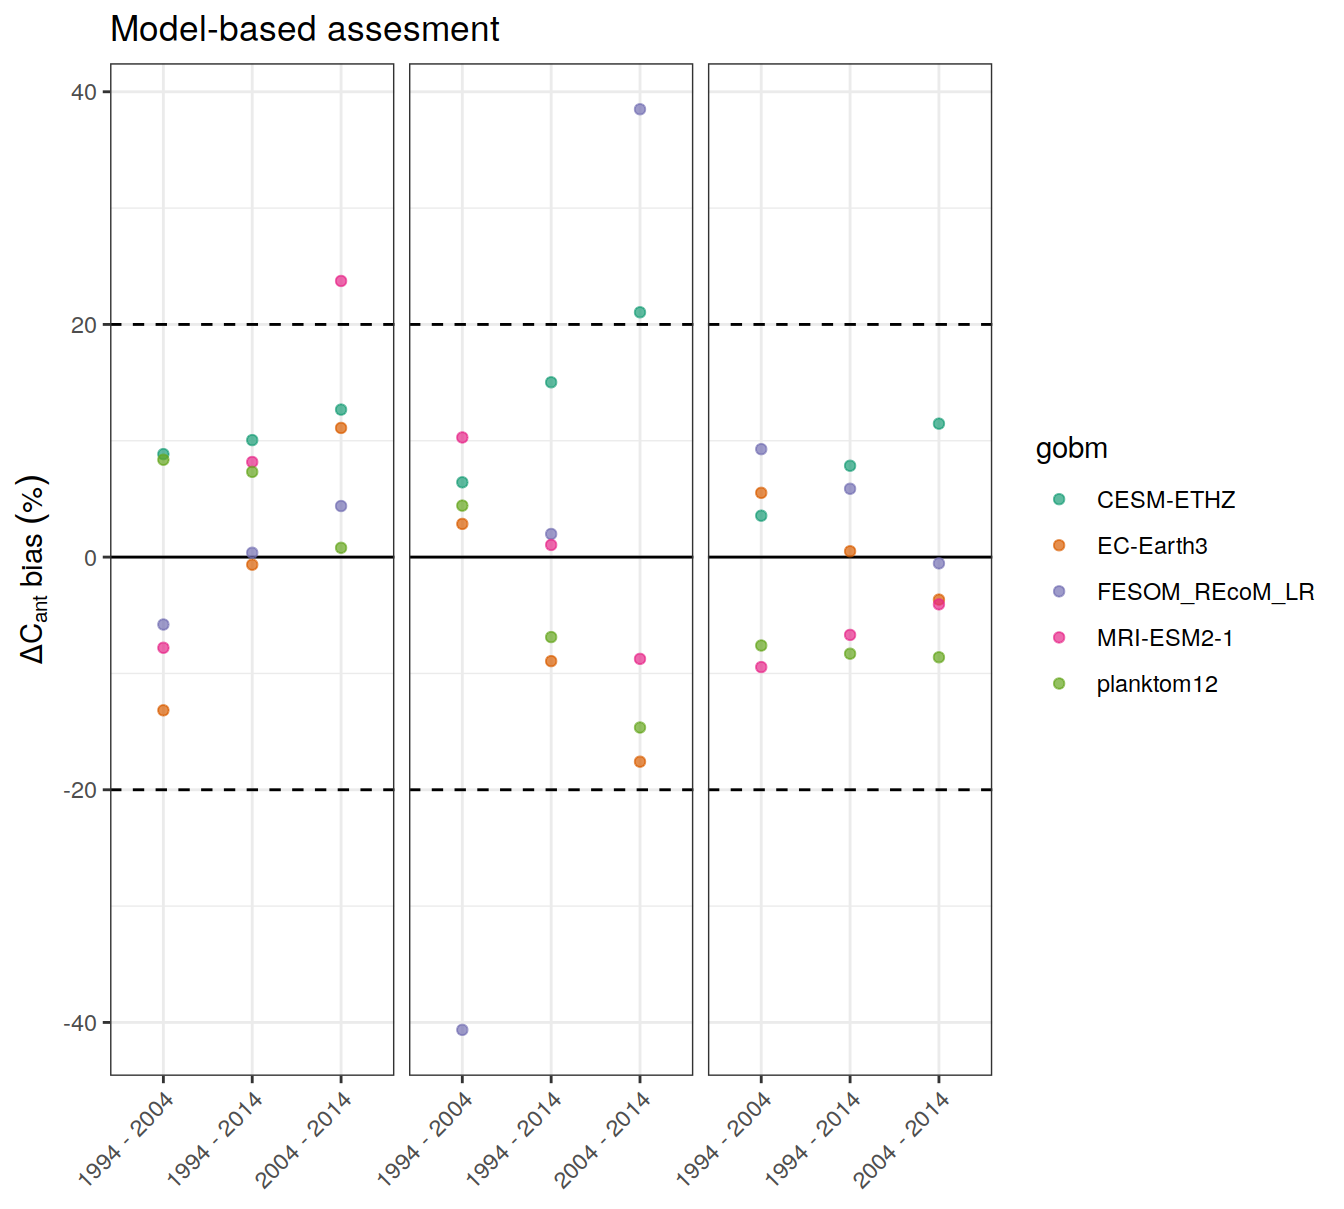 Model-based assesment
ΔCant bias (%)
40
20
0
-20
-40
1994 - 2004
1994 - 2014
2004 - 2014
1994 - 2004
1994 - 2014
2004 - 2014
1994 - 2004
1994 - 2014
2004 - 2014
gobm
CESM-ETHZ
EC-Earth3
FESOM_REcoM_LR
MRI-ESM2-1
planktom12